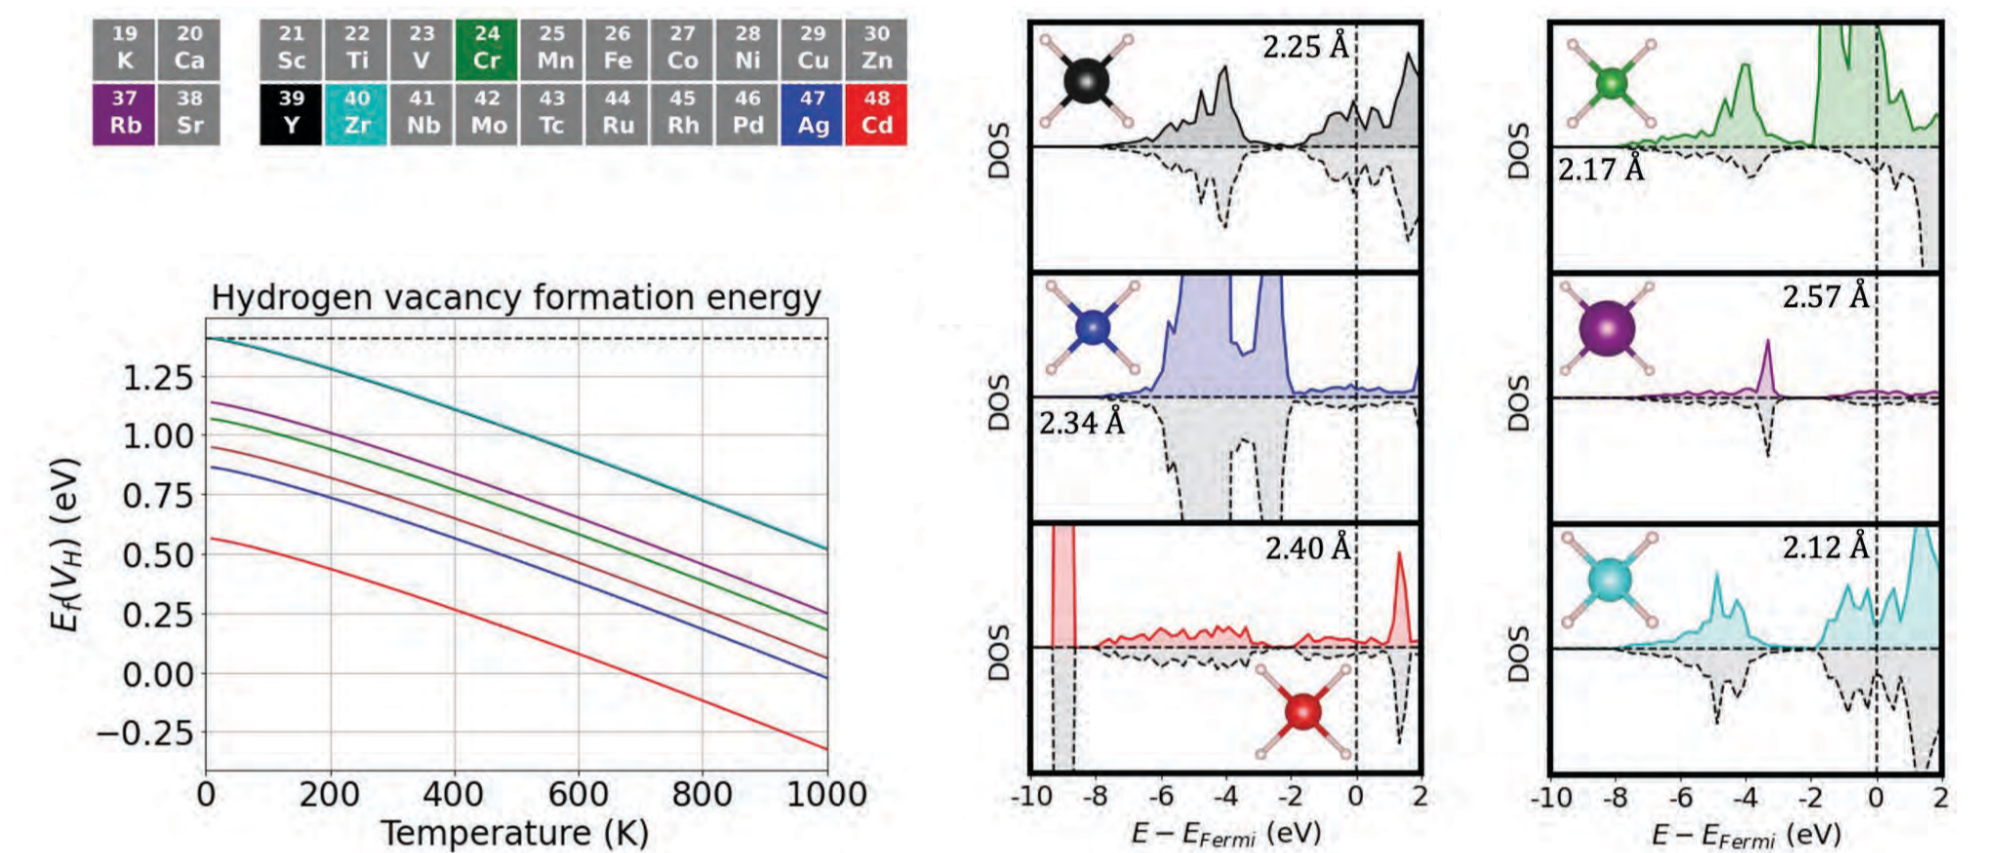 19 20 21 22 23 24 25 26 27 28 29 30
K Ca Sc Ti V Cr Mn Fe Co Ni Cu Zn
37 38 39 40 41 42 43 44 45 46 47 48
Rb Sr Y Zr Nb Mo Tc Ru Rh Pd Ag Cd
Hydrogen vacancy formation energy
E_f(V_H) (eV)
1.25
1.00
0.75
0.50
0.25
0.00
−0.25
0 200 400 600 800 1000
Temperature (K)
DOS
2.25 Å
DOS
2.34 Å
DOS
2.40 Å
-10 -8 -6 -4 -2 0 2
E − E_Fermi (eV)
DOS
2.17 Å
DOS
2.57 Å
DOS
2.12 Å
-10 -8 -6 -4 -2 0 2
E − E_Fermi (eV)